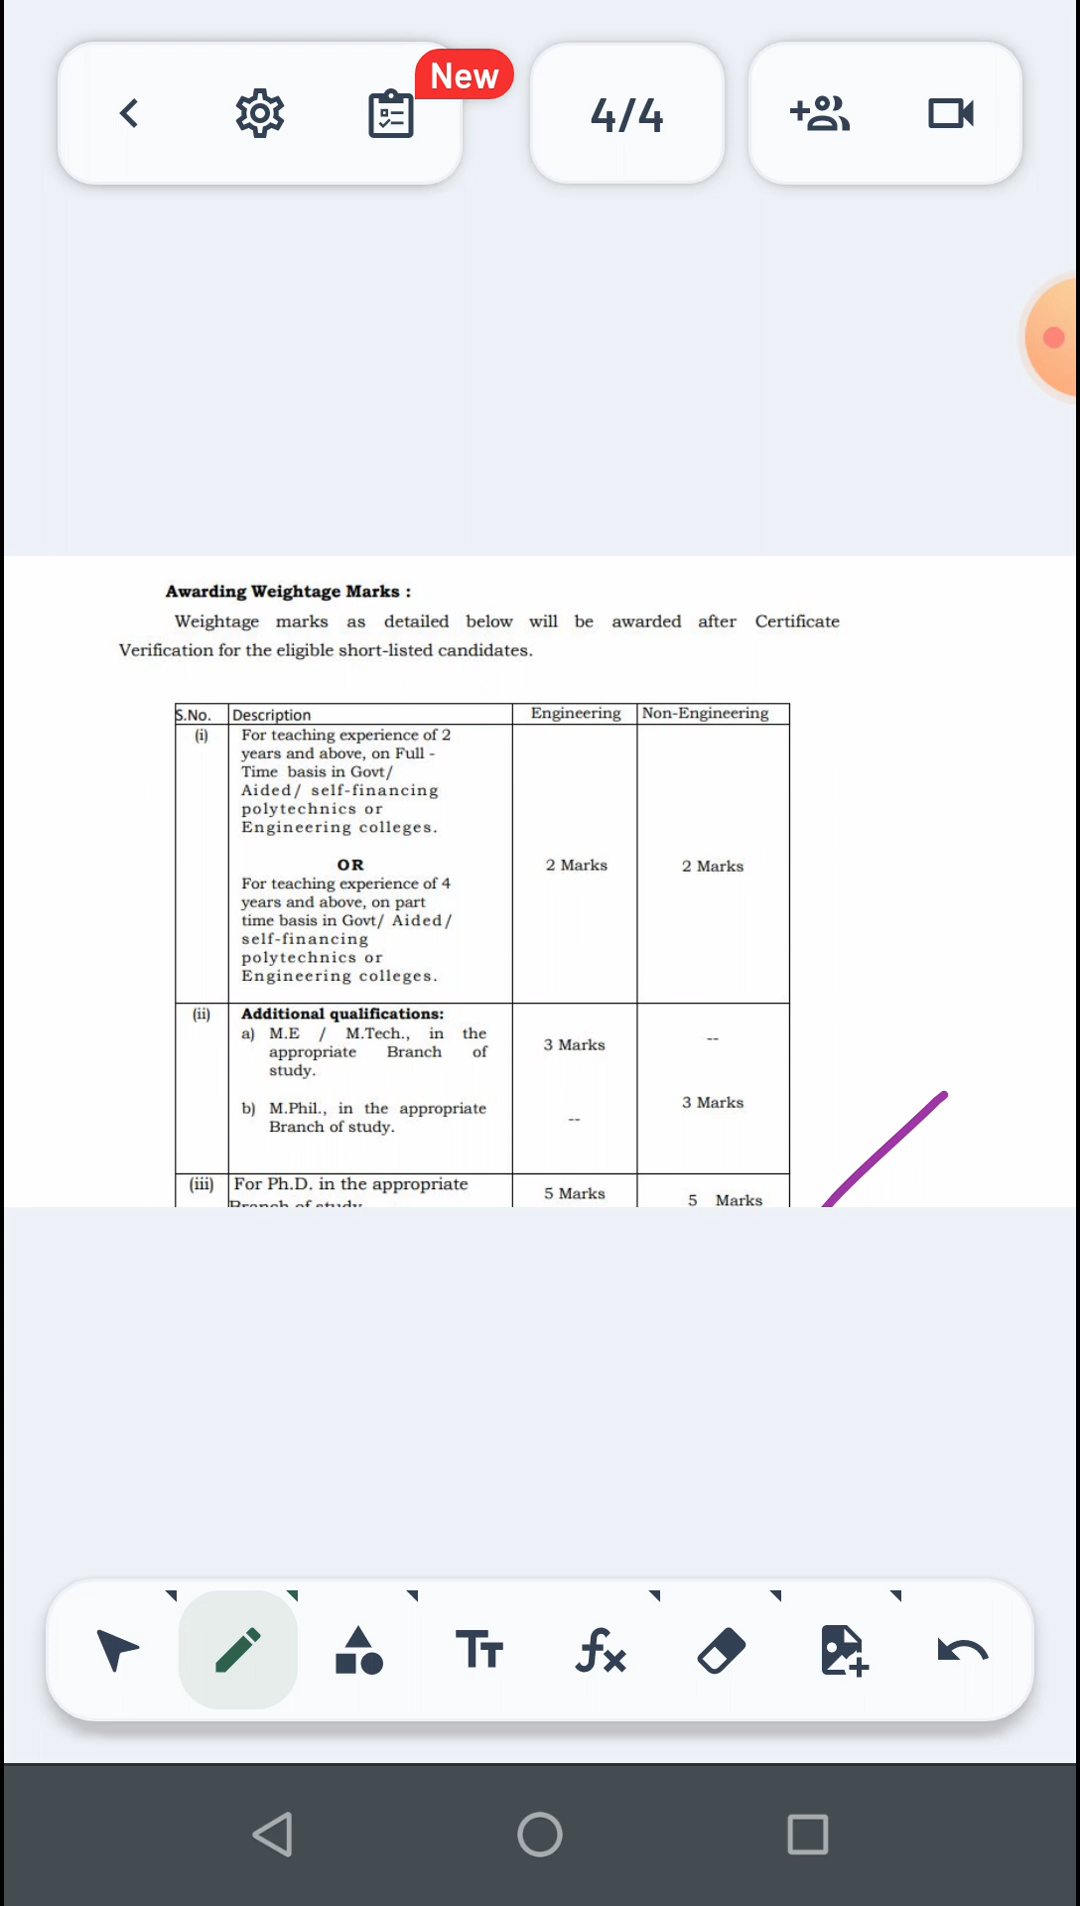 New
4/4
Awarding Weightage Marks :
Weightage marks as detailed below will be awarded after Certificate
Verification for the eligible short-listed candidates.
S.No. Description Engineering Non-Engineering
(i) For teaching experience of 2
years and above, on Full -
Time basis in Govt/
Aided/ self-financing
polytechnics or
Engineering colleges.
OR
2 Marks 2 Marks
For teaching experience of 4
years and above, on part
time basis in Govt/ Aided/
self-financing
polytechnics or
Engineering colleges.
(ii) Additional qualifications:
a) M.E / M.Tech., in the
appropriate Branch of
study.
3 Marks --
b) M.Phil., in the appropriate
Branch of study.
-- 3 Marks
(iii) For Ph.D. in the appropriate
Branch of study
5 Marks 5 Marks
TT
fx